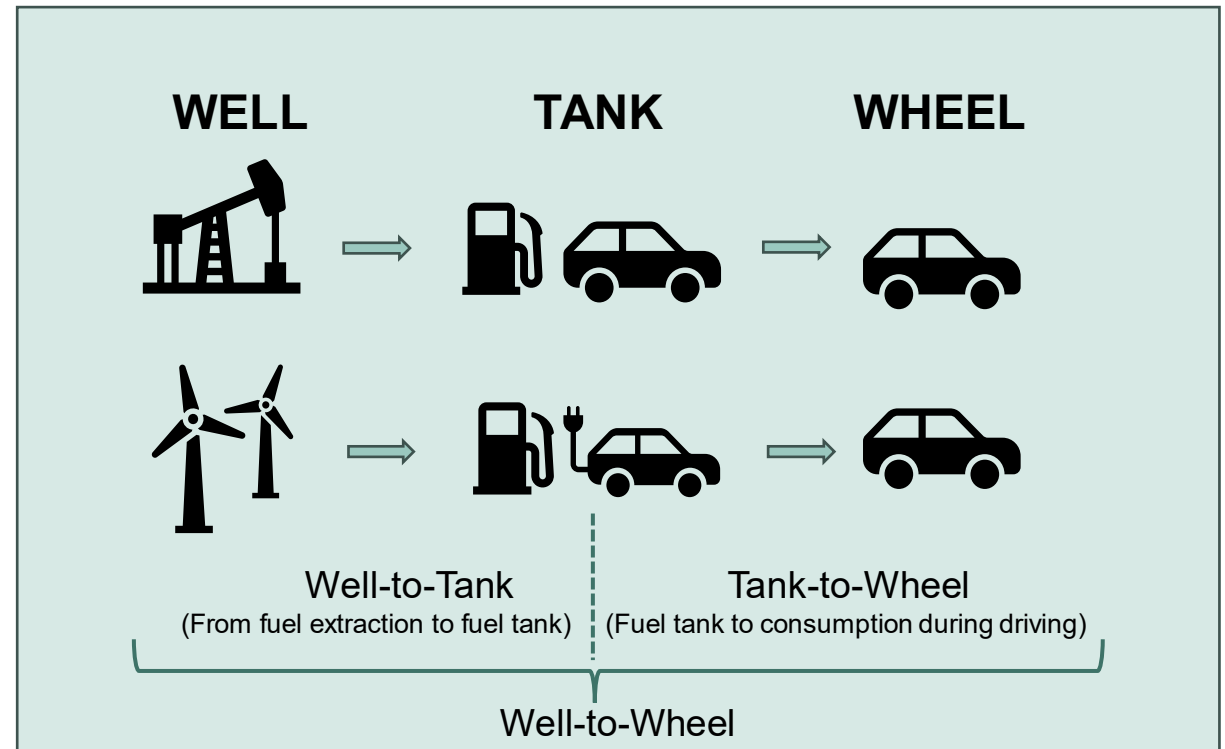 WELL TANK WHEEL
Well-to-Tank Tank-to-Wheel
(From fuel extraction to fuel tank) (Fuel tank to consumption during driving)
Well-to-Wheel